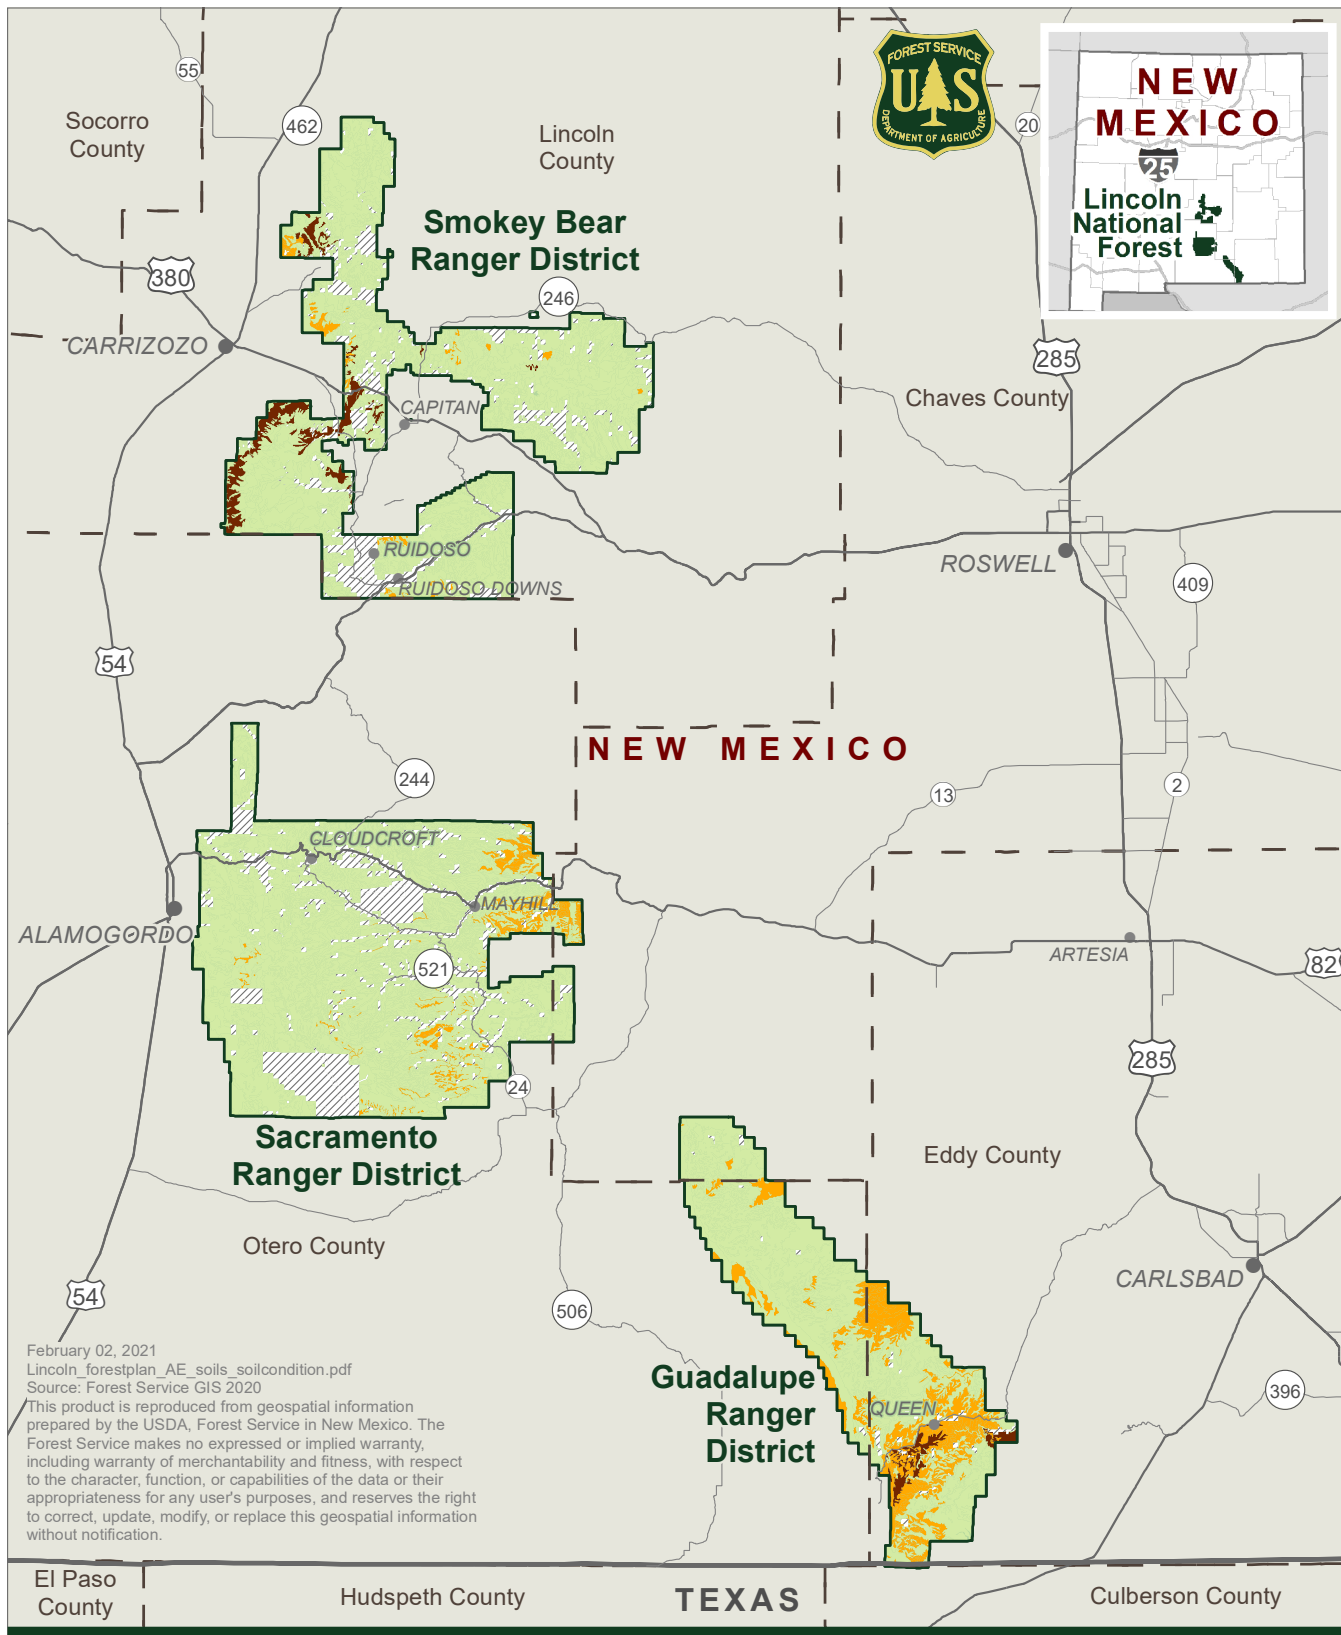 55
Socorro
County
462
Lincoln
County
FOREST SERVICE
U S
DEPARTMENT OF AGRICULTURE
20
NEW
MEXICO
25
Lincoln
National
Forest
Smokey Bear
Ranger District
380
246
CARRIZOZO
285
Chaves County
CAPITAN
RUIDOSO
ROSWELL
RUIDOSO DOWNS
409
54
NEW MEXICO
244
13
2
CLOUDCROFT
MAYHILL
ALAMOGORDO
521
ARTESIA
82
285
24
Sacramento
Ranger District
Eddy County
Otero County
CARLSBAD
54
506
February 02, 2021
Lincoln_forestplan_AE_soils_soilcondition.pdf
Source: Forest Service GIS 2020
This product is reproduced from geospatial information
prepared by the USDA, Forest Service in New Mexico. The
Forest Service makes no expressed or implied warranty,
including warranty of merchantability and fitness, with respect
to the character, function, or capabilities of the data or their
appropriateness for any user's purposes, and reserves the right
to correct, update, modify, or replace this geospatial information
without notification.
Guadalupe
Ranger
District
396
QUEEN
El Paso
County
Hudspeth County
TEXAS
Culberson County